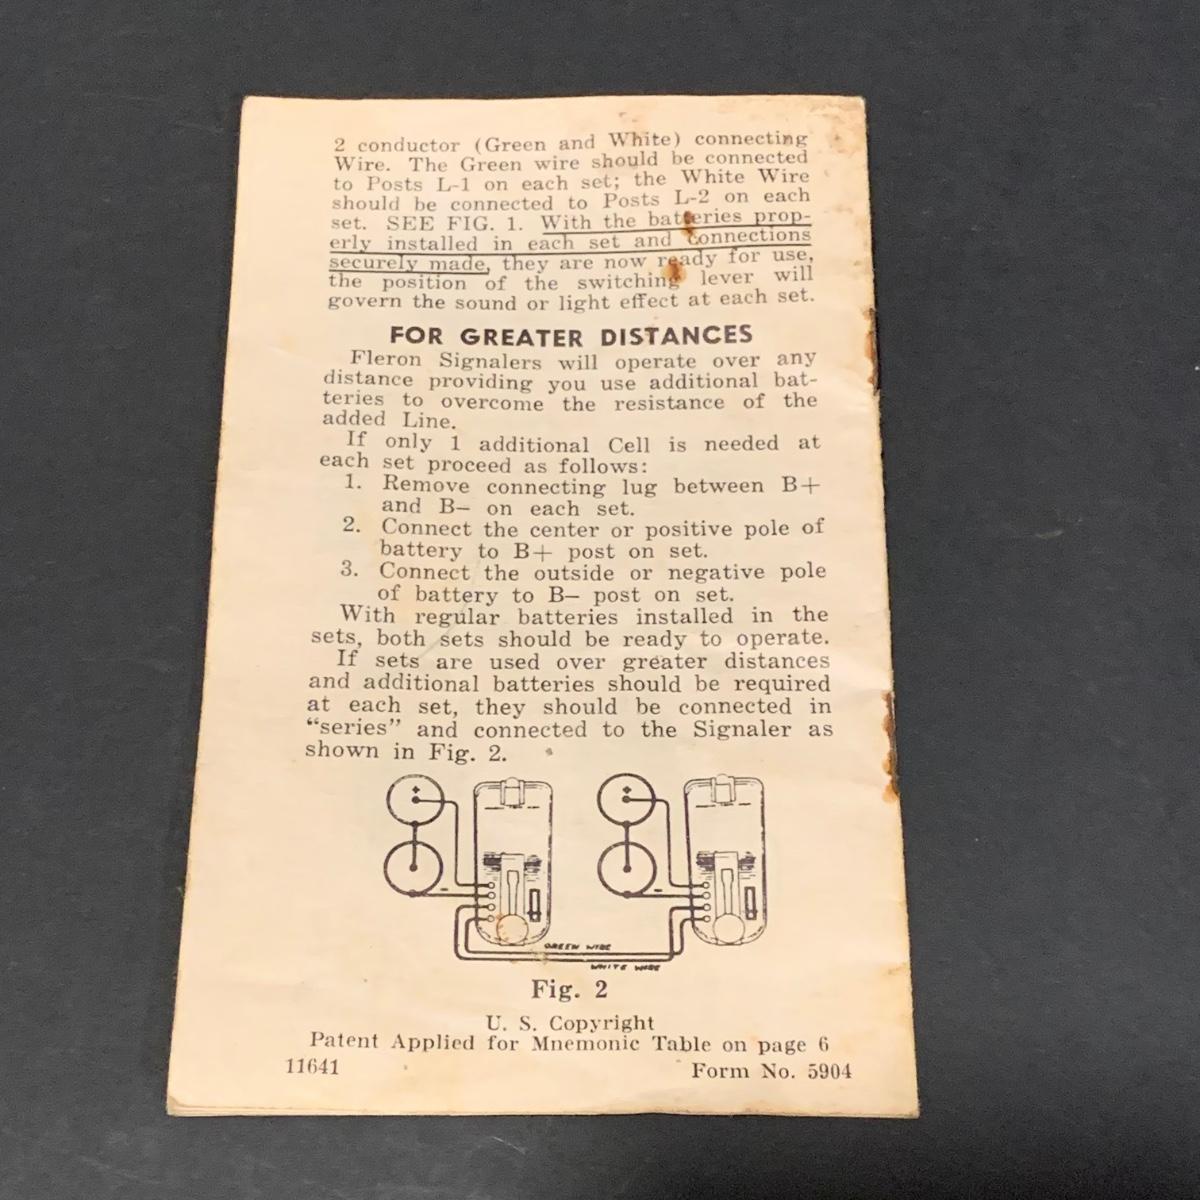 2 conductor (Green and White) connecting
Wire. The Green wire should be connected
to Posts L-1 on each set; the White Wire
should be connected to Posts L-2 on each
set. SEE FIG. 1. With the batteries prop-
erly installed in each set and connections
securely made, they are now ready for use,
the position of the switching lever will
govern the sound or light effect at each set.
FOR GREATER DISTANCES
Fleron Signalers will operate over any
distance providing you use additional bat-
teries to overcome the resistance of the
added Line.
If only 1 additional Cell is needed at
each set proceed as follows:
1. Remove connecting lug between B+
and B− on each set.
2. Connect the center or positive pole of
battery to B+ post on set.
3. Connect the outside or negative pole
of battery to B− post on set.
With regular batteries installed in the
sets, both sets should be ready to operate.
If sets are used over greater distances
and additional batteries should be required
at each set, they should be connected in
“series” and connected to the Signaler as
shown in Fig. 2.
+ +
− −
GREEN WIRE
WHITE WIRE
Fig. 2
U. S. Copyright
Patent Applied for Mnemonic Table on page 6
11641 Form No. 5904